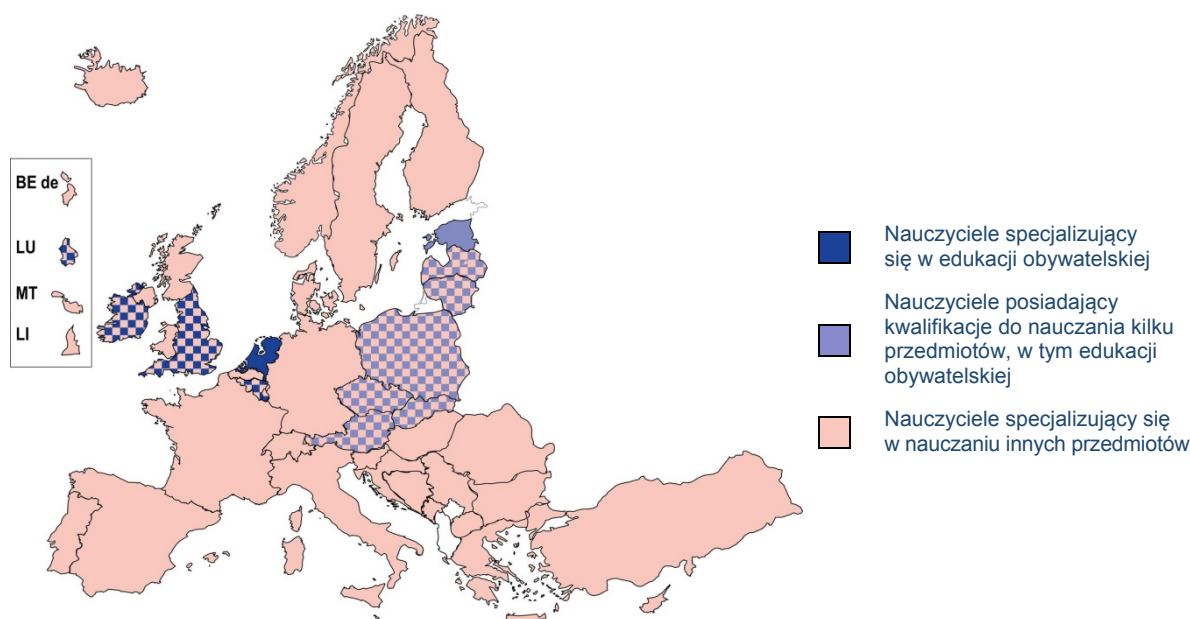 BE de
LU
MT
LI
Nauczyciele specjalizujący
się w edukacji obywatelskiej
Nauczyciele posiadający
kwalifikacje do nauczania kilku
przedmiotów, w tym edukacji
obywatelskiej
Nauczyciele specjalizujący się
w nauczaniu innych przedmiotów